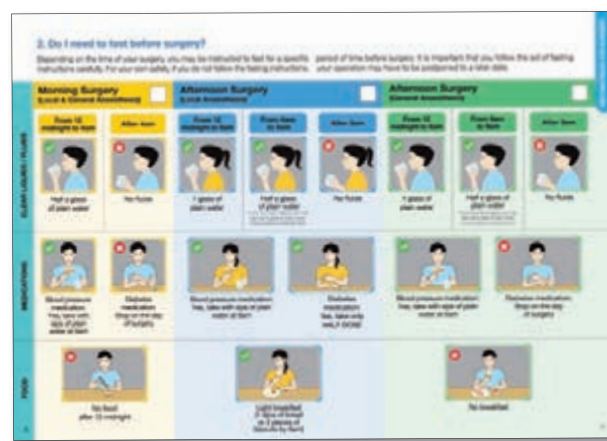 2. Do I need to fast before surgery?
Depending on the time of your surgery, you may be instructed to fast for a specific period of time before surgery. It is important that you follow the set of fasting
instructions carefully. For your own safety, if you do not follow the fasting instructions, your operation may have to be postponed to a later date.
Morning Surgery
(Local & General Anaesthesia)
Afternoon Surgery
(Local Anaesthesia)
Afternoon Surgery
(General Anaesthesia)
CLEAR LIQUIDS / FLUIDS
From 12
midnight to 6am
After 6am
From 12
midnight to 6am
From 6am
to
After
From 12
midnight to 6am
From 6am
to
After
Half a glass
of plain water
No fluids
1 glass of
plain water
Half a glass
of plain water
No fluids
1 glass of
plain water
Half a glass
of plain water
No fluids
MEDICATIONS
Blood pressure
medication:
Yes, take with
sips of plain
water at 6am
Diabetes
medication:
Stop on the day
of surgery
Blood pressure medication:
Yes, take with sips of plain
water at 6am
Diabetes
medication:
Yes, take only
HALF DOSE
Blood pressure medication:
Yes, take with sips of plain
water at 6am
Diabetes medication:
Stop on the day
of surgery
FOOD
No food
after 12 midnight
Light breakfast
of bread
or 2 pieces of
No breakfast